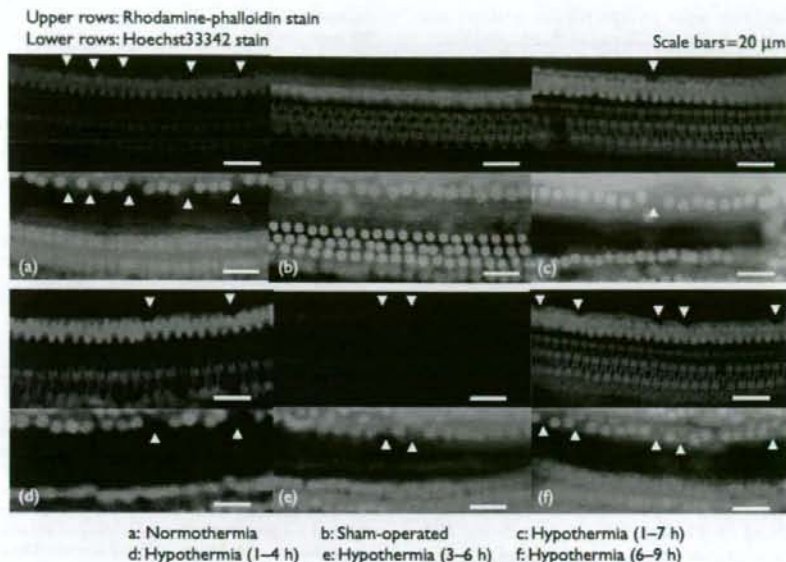 Upper rows: Rhodamine-phalloidin stain
Lower rows: Hoechst33342 stain
Scale bars=20 μm
(a)
(b)
(c)
(d)
(e)
(f)
a: Normothermia b: Sham-operated c: Hypothermia (1–7 h)
d: Hypothermia (1–4 h) e: Hypothermia (3–6 h) f: Hypothermia (6–9 h)